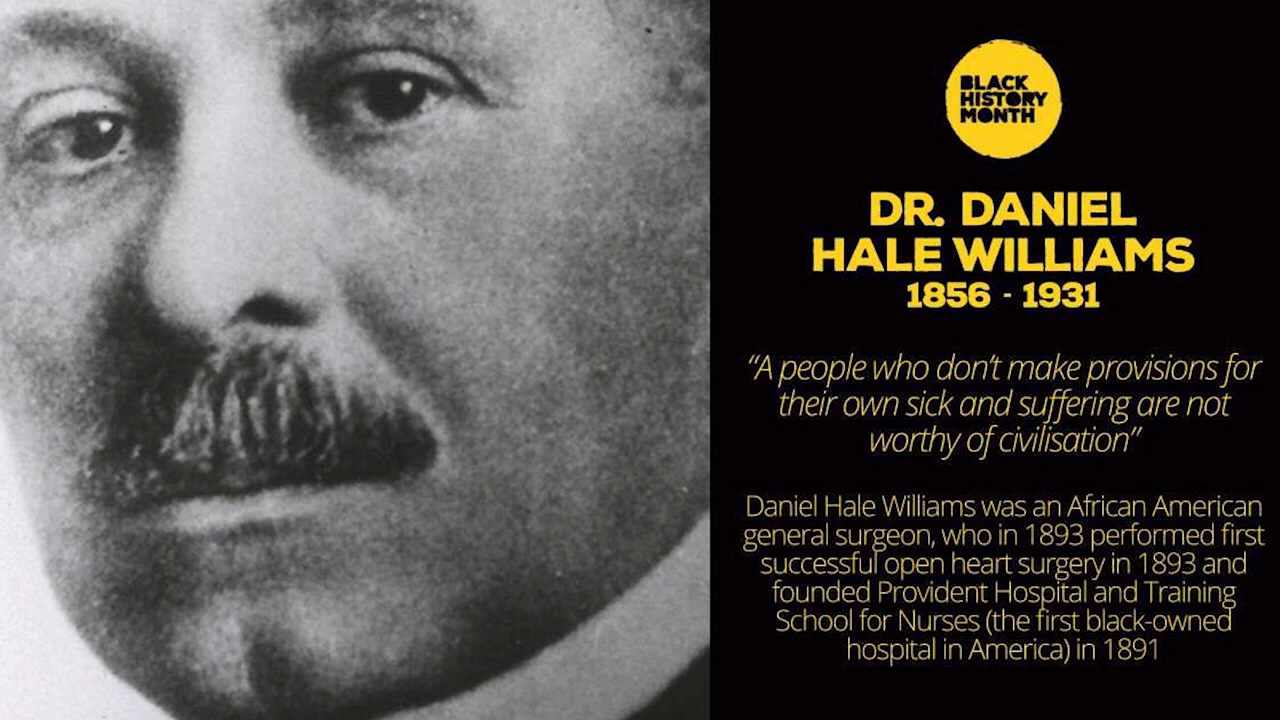 BLACK
HISTORY
MONTH
DR. DANIEL
HALE WILLIAMS
1856 - 1931
“A people who don’t make provisions for
their own sick and suffering are not
worthy of civilisation”
Daniel Hale Williams was an African American
general surgeon, who in 1893 performed first
successful open heart surgery in 1893 and
founded Provident Hospital and Training
School for Nurses (the first black-owned
hospital in America) in 1891